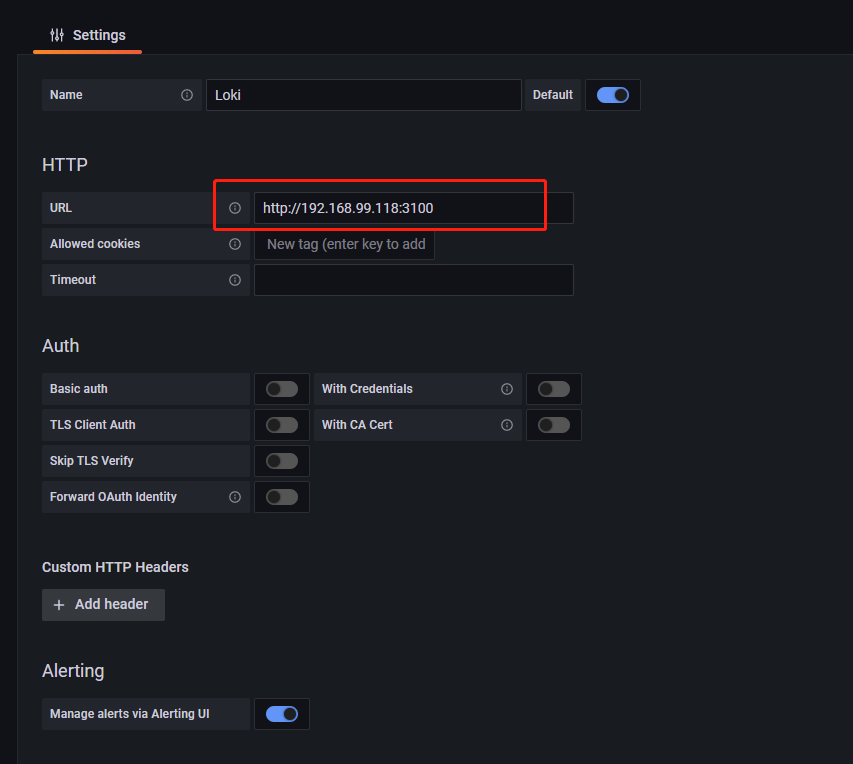 Settings
Name Loki Default
HTTP
URL http://192.168.99.118:3100
Allowed cookies New tag (enter key to add
Timeout
Auth
Basic auth With Credentials
TLS Client Auth With CA Cert
Skip TLS Verify
Forward OAuth Identity
Custom HTTP Headers
+ Add header
Alerting
Manage alerts via Alerting UI